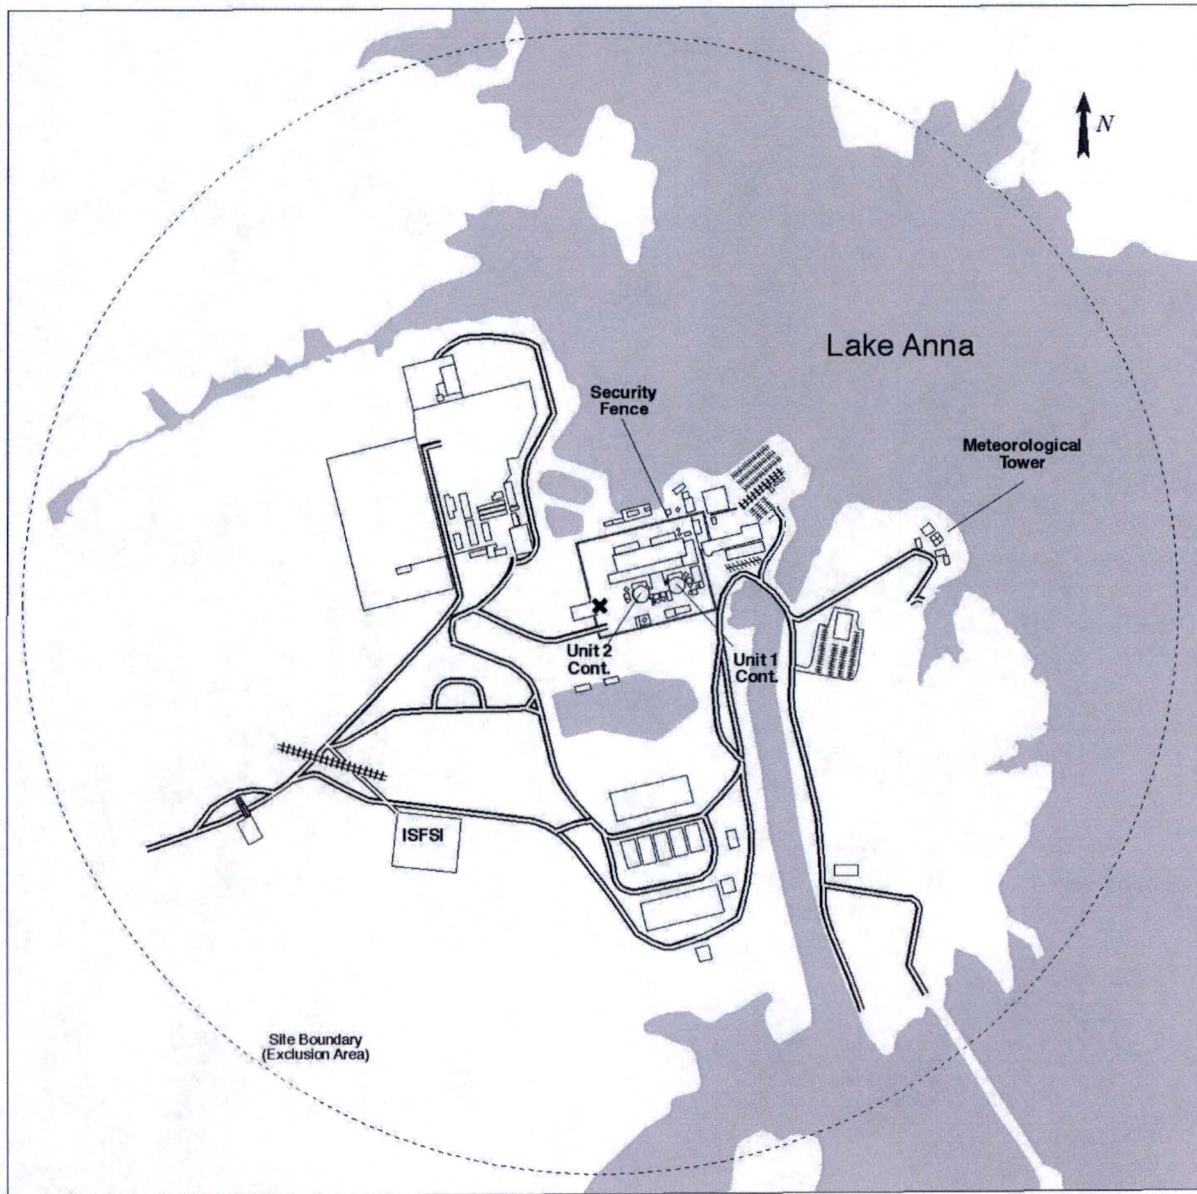 N
Lake Anna
Security
Fence
Meteorological
Tower
Unit 2
Cont.
Unit 1
Cont.
ISFSI
Site Boundary
(Exclusion Area)